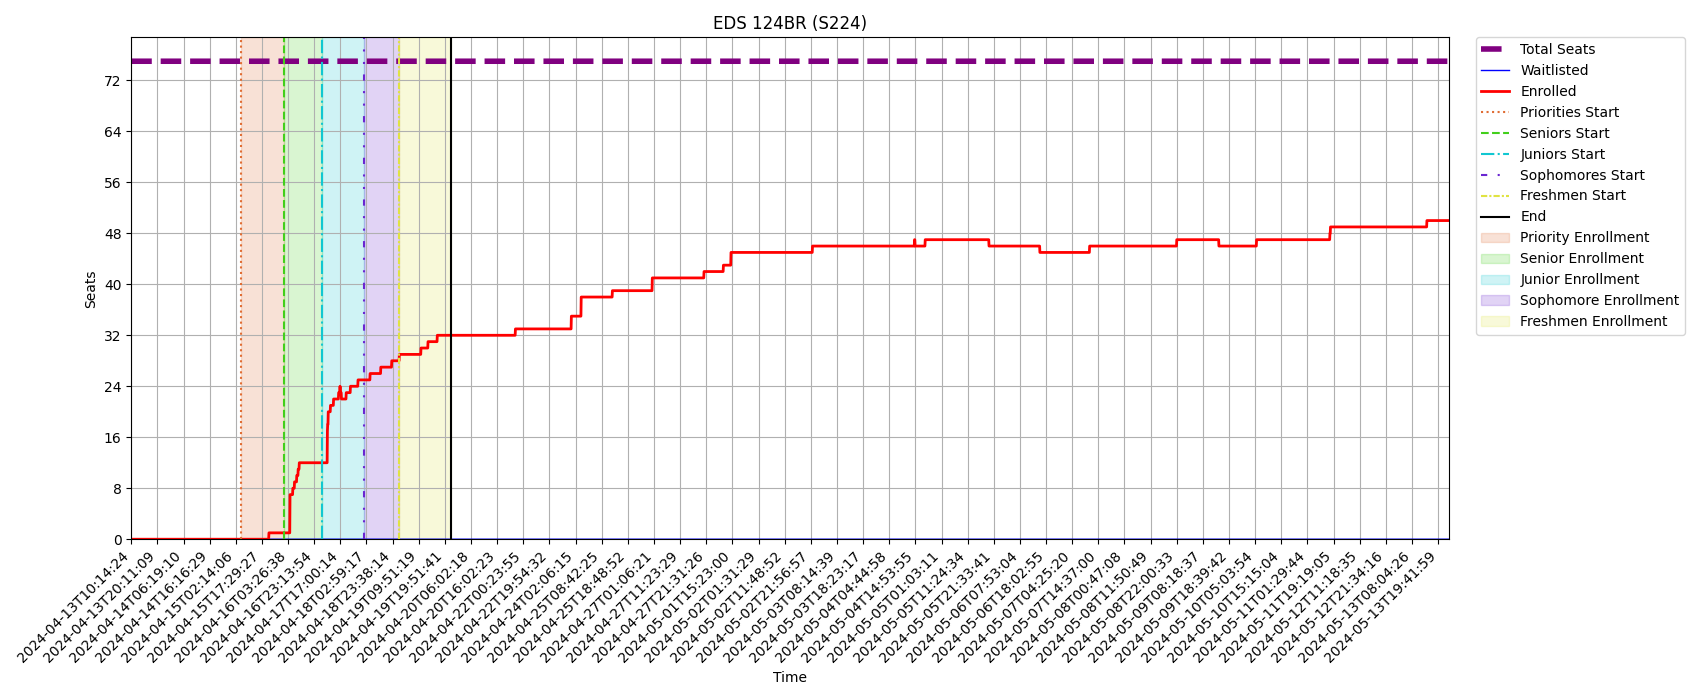 EDS 124BR (S224)
Seats
72
64
56
48
40
32
24
16
8
0
2024-04-13T10:14:24
2024-04-13T20:11:09
2024-04-14T06:19:10
2024-04-14T16:16:29
2024-04-15T02:14:06
2024-04-15T17:29:27
2024-04-16T03:26:38
2024-04-16T23:13:54
2024-04-17T17:00:14
2024-04-18T02:59:17
2024-04-18T23:38:14
2024-04-19T09:51:19
2024-04-19T19:51:41
2024-04-20T06:02:18
2024-04-20T16:02:23
2024-04-22T00:23:55
2024-04-22T19:54:32
2024-04-24T02:06:15
2024-04-25T08:42:25
2024-04-25T18:48:52
2024-04-27T01:06:21
2024-04-27T11:23:29
2024-04-27T21:31:26
2024-05-01T15:23:00
2024-05-02T01:31:29
2024-05-02T11:48:52
2024-05-02T21:56:57
2024-05-03T08:14:39
2024-05-03T18:23:17
2024-05-04T04:44:58
2024-05-04T14:53:55
2024-05-05T01:03:11
2024-05-05T11:24:34
2024-05-05T21:33:41
2024-05-06T07:53:04
2024-05-06T18:02:55
2024-05-07T04:25:20
2024-05-07T14:37:00
2024-05-08T00:47:08
2024-05-08T11:50:49
2024-05-08T22:00:33
2024-05-09T08:18:37
2024-05-09T18:39:42
2024-05-10T05:03:54
2024-05-10T15:15:04
2024-05-11T01:29:44
2024-05-11T19:19:05
2024-05-12T11:18:35
2024-05-12T21:34:16
2024-05-13T08:04:26
2024-05-13T19:41:59
Time
Total Seats
Waitlisted
Enrolled
Priorities Start
Seniors Start
Juniors Start
Sophomores Start
Freshmen Start
End
Priority Enrollment
Senior Enrollment
Junior Enrollment
Sophomore Enrollment
Freshmen Enrollment